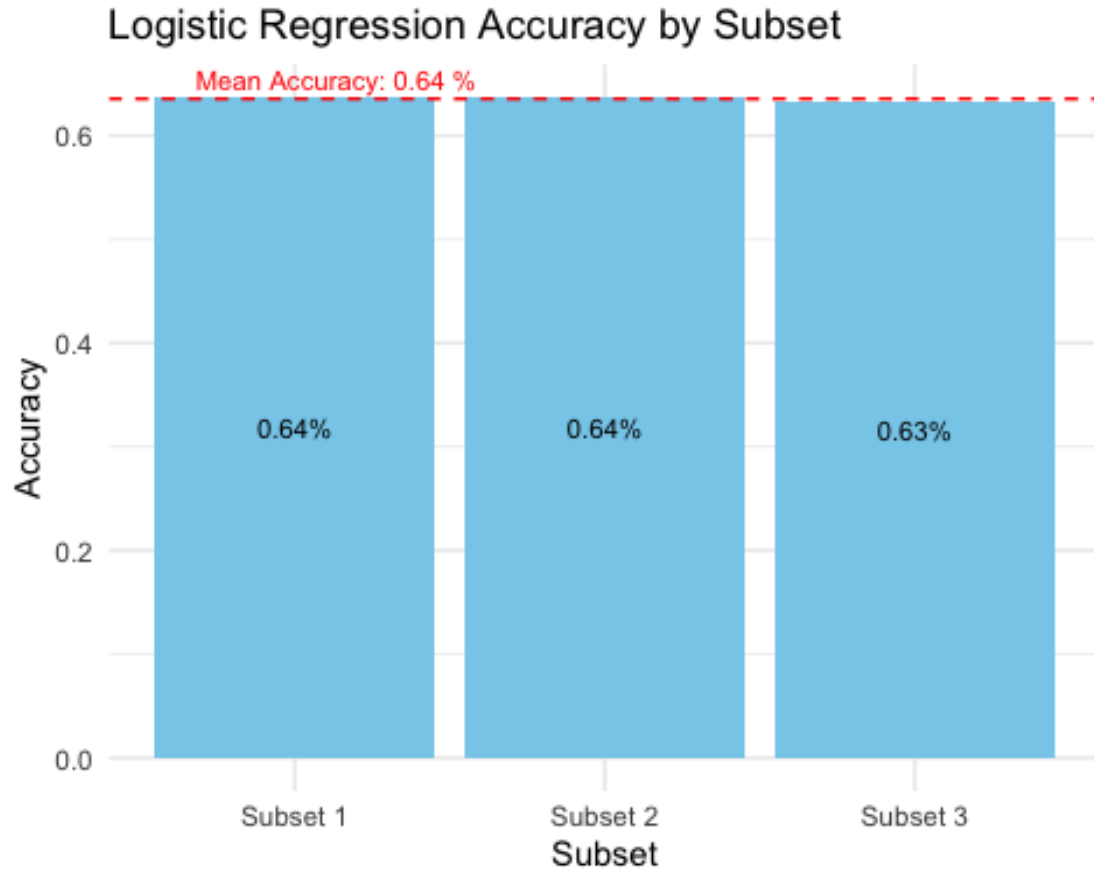 Logistic Regression Accuracy by Subset
Mean Accuracy: 0.64 %
0.6
0.4
0.2
0.0
Accuracy
0.64%
0.64%
0.63%
Subset 1
Subset 2
Subset 3
Subset